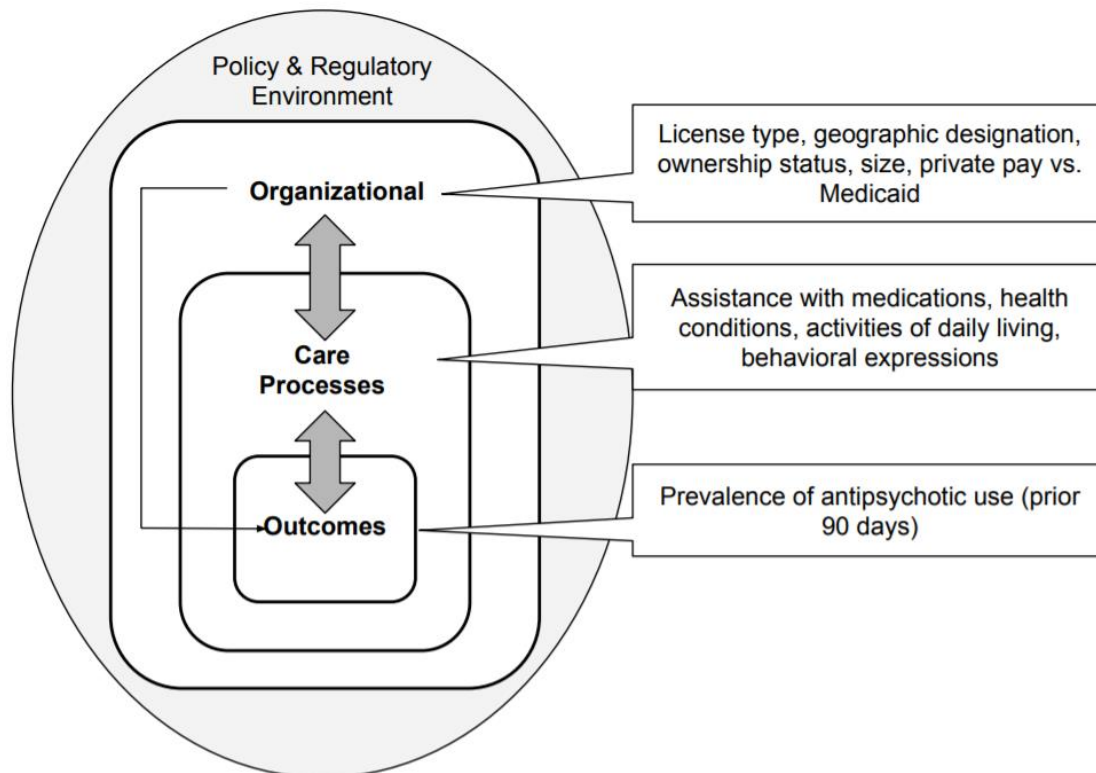 Policy & Regulatory
Environment
License type, geographic designation,
ownership status, size, private pay vs.
Medicaid
Organizational
Assistance with medications, health
conditions, activities of daily living,
behavioral expressions
Care
Processes
Prevalence of antipsychotic use (prior
90 days)
Outcomes